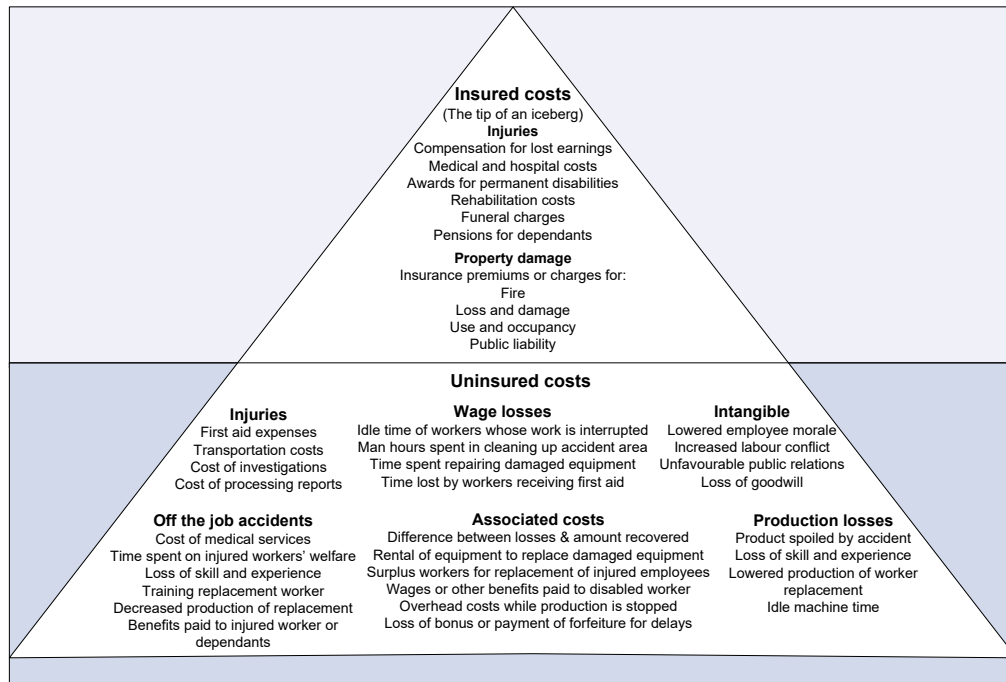 Insured costs
(The tip of an iceberg)
Injuries
Compensation for lost earnings
Medical and hospital costs
Awards for permanent disabilities
Rehabilitation costs
Funeral charges
Pensions for dependants
Property damage
Insurance premiums or charges for:
Fire
Loss and damage
Use and occupancy
Public liability
Uninsured costs
Injuries
First aid expenses
Transportation costs
Cost of investigations
Cost of processing reports
Wage losses
Idle time of workers whose work is interrupted
Man hours spent in cleaning up accident area
Time spent repairing damaged equipment
Time lost by workers receiving first aid
Intangible
Lowered employee morale
Increased labour conflict
Unfavourable public relations
Loss of goodwill
Off the job accidents
Cost of medical services
Time spent on injured workers’ welfare
Loss of skill and experience
Training replacement worker
Decreased production of replacement
Benefits paid to injured worker or
dependants
Associated costs
Difference between losses & amount recovered
Rental of equipment to replace damaged equipment
Surplus workers for replacement of injured employees
Wages or other benefits paid to disabled worker
Overhead costs while production is stopped
Loss of bonus or payment of forfeiture for delays
Production losses
Product spoiled by accident
Loss of skill and experience
Lowered production of worker
replacement
Idle machine time